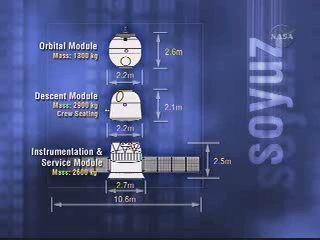 NASA
Orbital Module
Mass: 1300 kg
2.6m
2.2m
Descent Module
Mass: 2900 kg
Crew Seating
2.1m
2.2m
Instrumentation &
Service Module
Mass: 2600 kg
2.5m
2.7m
10.6m
soyuz